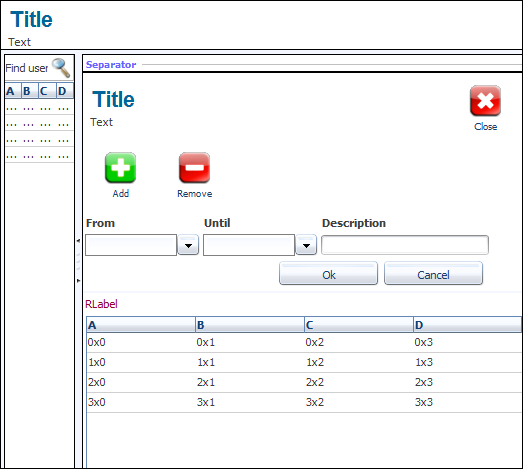 Title
Text
Find user
A B C D
... ... ... ...
... ... ... ...
... ... ... ...
... ... ... ...
Separator
Title
Text
Close
Add Remove
From Until Description
Ok Cancel
RLabel
A B C D
0x0 0x1 0x2 0x3
1x0 1x1 1x2 1x3
2x0 2x1 2x2 2x3
3x0 3x1 3x2 3x3